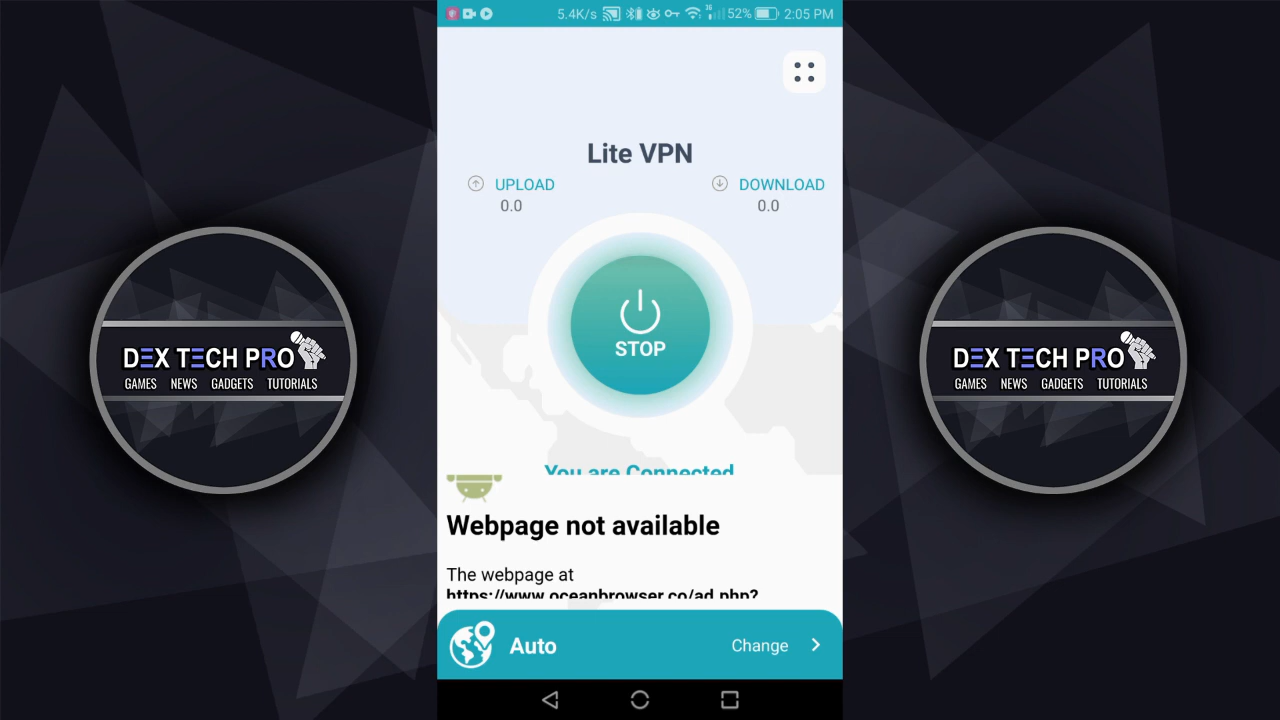 5.4K/s 3G 52% 2:05 PM
Lite VPN
UPLOAD DOWNLOAD
0.0 0.0
STOP
You are Connected
Webpage not available
The webpage at
https://www.oceanbrowser.co/ad.php?
Auto Change
DEX TECH PRO
GAMES NEWS GADGETS TUTORIALS
DEX TECH PRO
GAMES NEWS GADGETS TUTORIALS